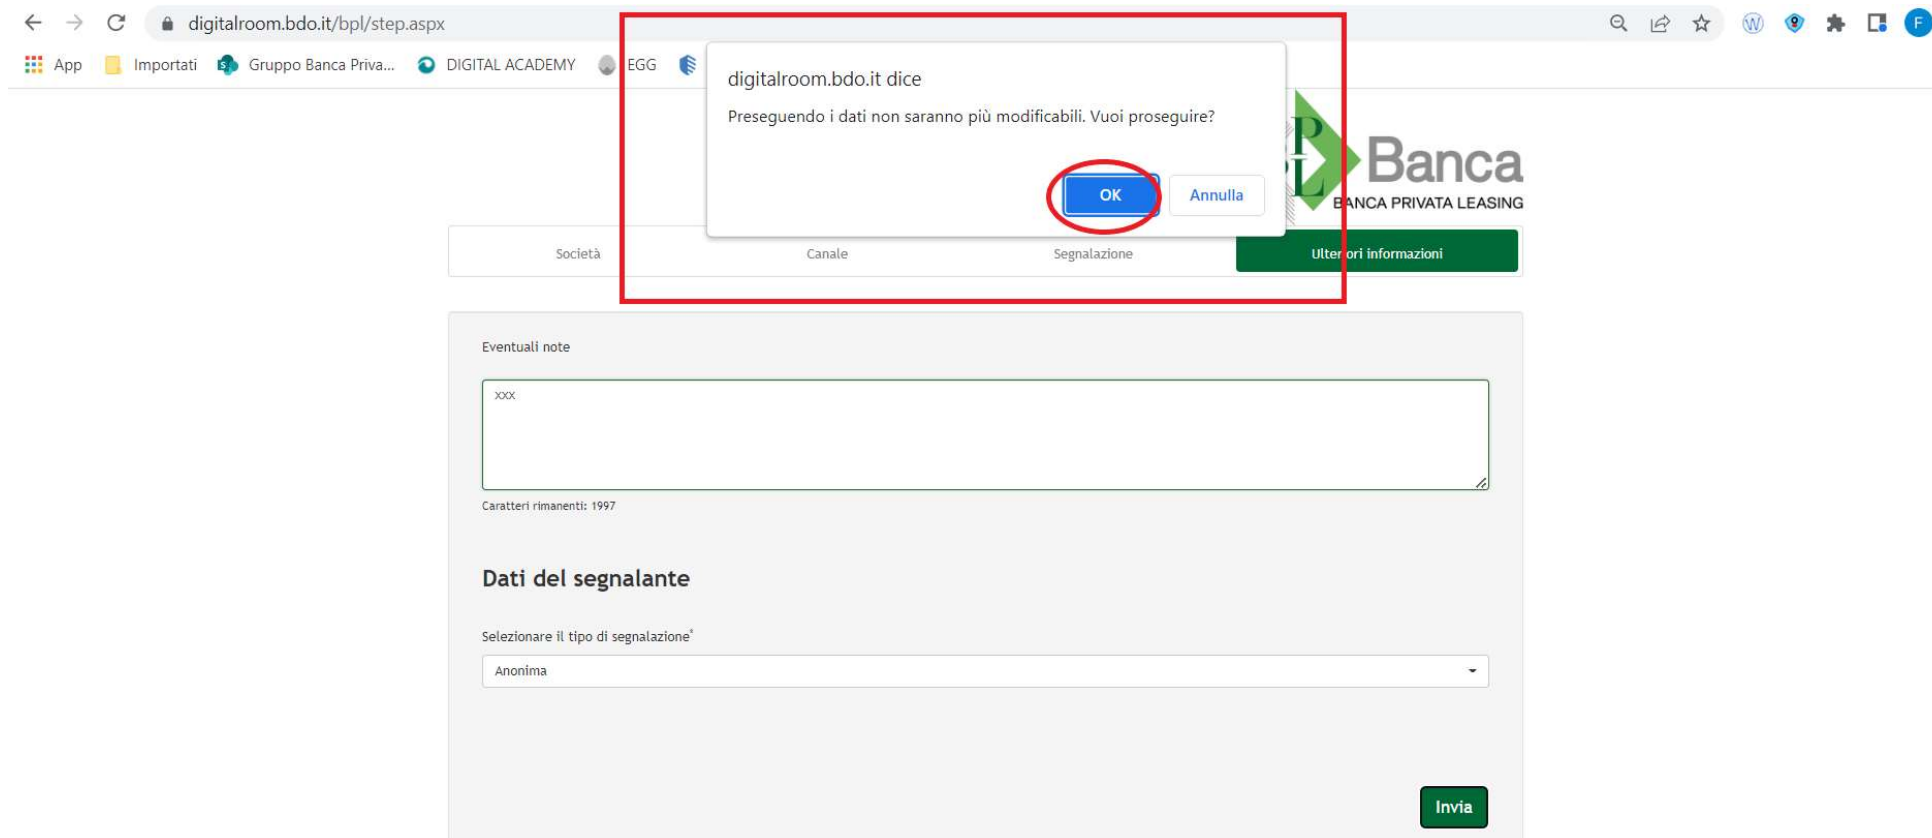 digitalroom.bdo.it/bpl/step.aspx
F
App Importati Gruppo Banca Priva... DIGITAL ACADEMY EGG
digitalroom.bdo.it dice
Preseguendo i dati non saranno più modificabili. Vuoi proseguire?
OK Annulla
Banca
BANCA PRIVATA LEASING
Società Canale Segnalazione Ulteriori informazioni
Eventuali note
xxx
Caratteri rimanenti: 1997
Dati del segnalante
Selezionare il tipo di segnalazione*
Anonima
Invia